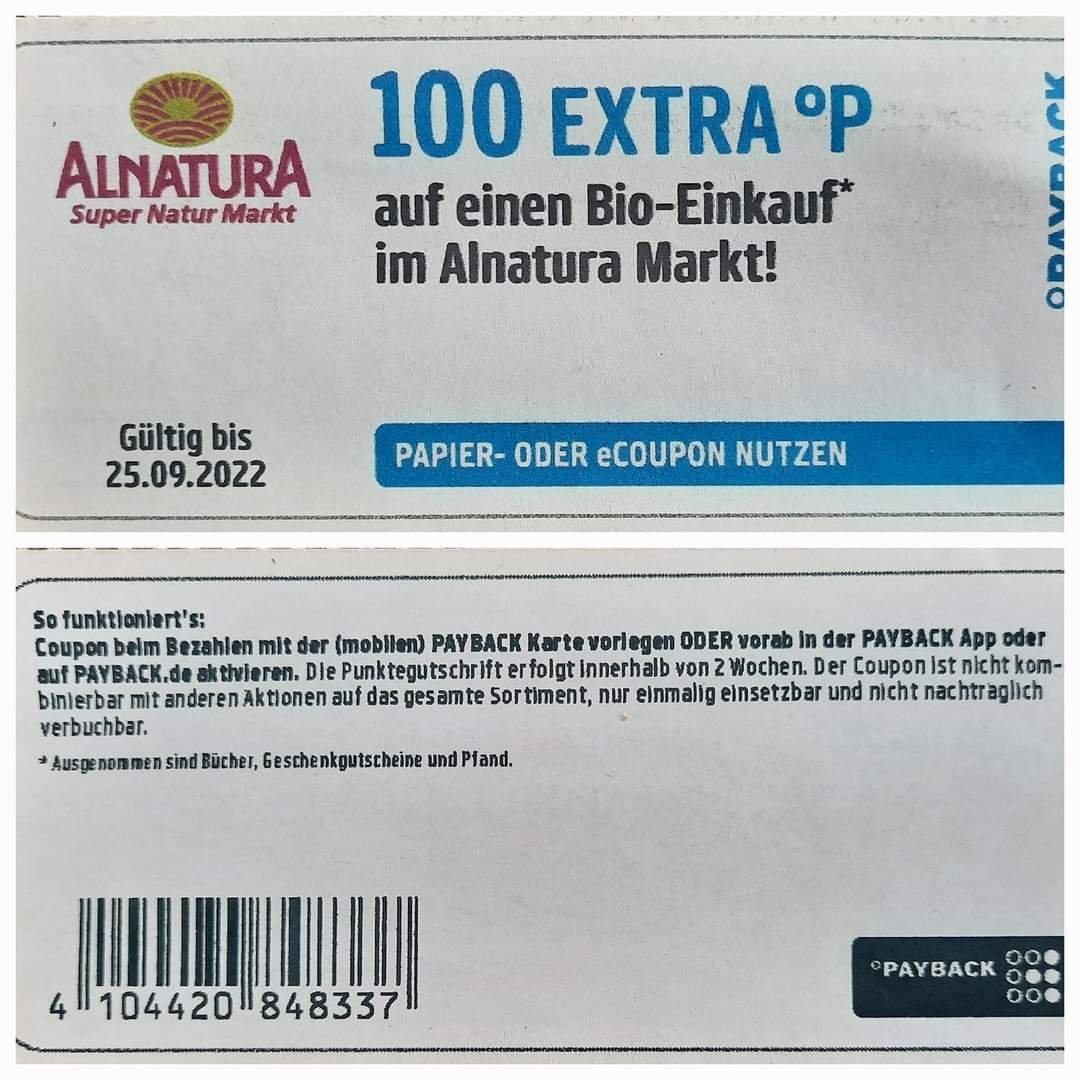 ALNATURA
Super Natur Markt
100 EXTRA °P
auf einen Bio-Einkauf*
im Alnatura Markt!
Gültig bis
25.09.2022
PAPIER- ODER eCOUPON NUTZEN
°PAYBACK
So funktioniert's:
Coupon beim Bezahlen mit der (mobilen) PAYBACK Karte vorlegen ODER vorab in der PAYBACK App oder
auf PAYBACK.de aktivieren. Die Punktegutschrift erfolgt innerhalb von 2 Wochen. Der Coupon ist nicht kom-
binierbar mit anderen Aktionen auf das gesamte Sortiment, nur einmalig einsetzbar und nicht nachträglich
verbuchbar.
* Ausgenommen sind Bücher, Geschenkgutscheine und Pfand.
4 104420 848337
°PAYBACK